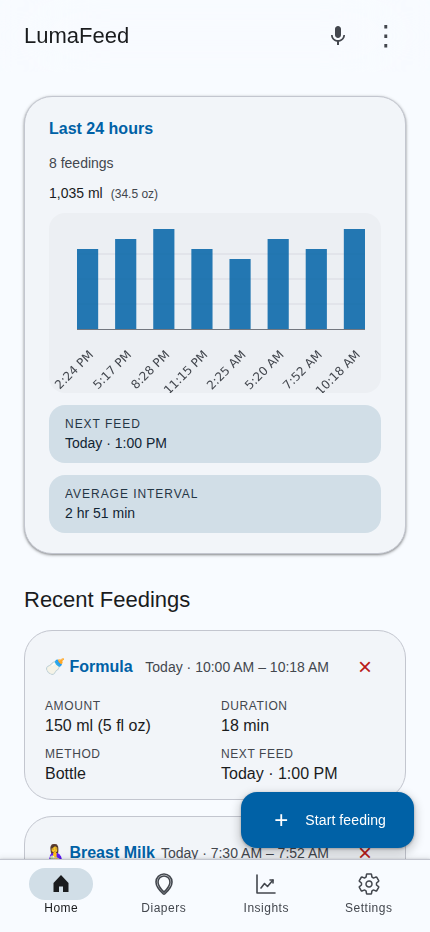 LumaFeed
Last 24 hours
8 feedings
1,035 ml (34.5 oz)
2:24 PM 5:17 PM 8:28 PM 11:15 PM 2:25 AM 5:20 AM 7:52 AM 10:18 AM
NEXT FEED
Today · 1:00 PM
AVERAGE INTERVAL
2 hr 51 min
Recent Feedings
Formula Today · 10:00 AM – 10:18 AM
AMOUNT DURATION
150 ml (5 fl oz) 18 min
METHOD NEXT FEED
Bottle Today · 1:00 PM
+ Start feeding
Breast Milk Today · 7:30 AM – 7:52 AM
Home Diapers Insights Settings